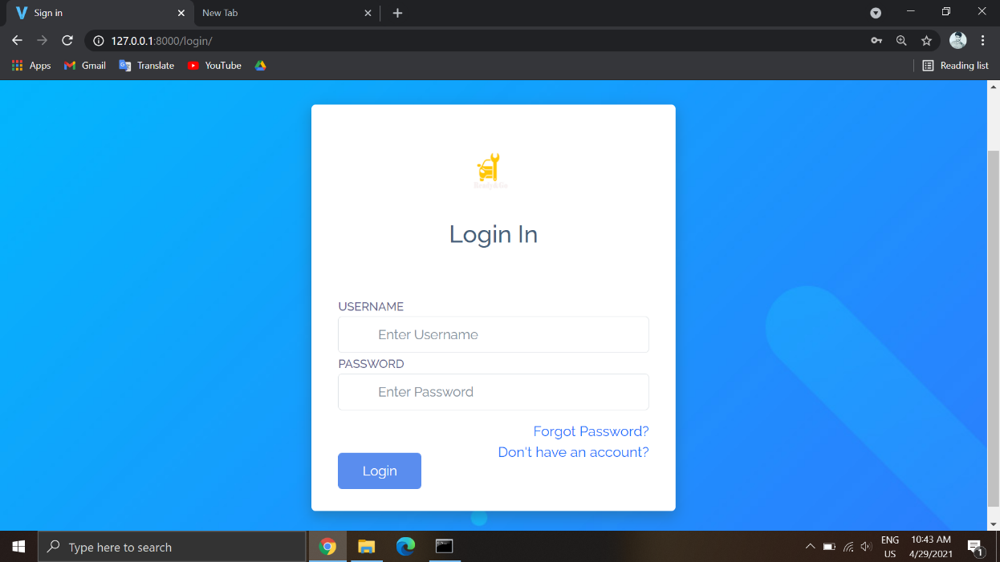 Sign in
New Tab
127.0.0.1:8000/login/
Apps
Gmail
Translate
YouTube
Reading list
Login In
USERNAME
Enter Username
PASSWORD
Enter Password
Forgot Password?
Don't have an account?
Login
Type here to search
ENG
US
10:43 AM
4/29/2021
1